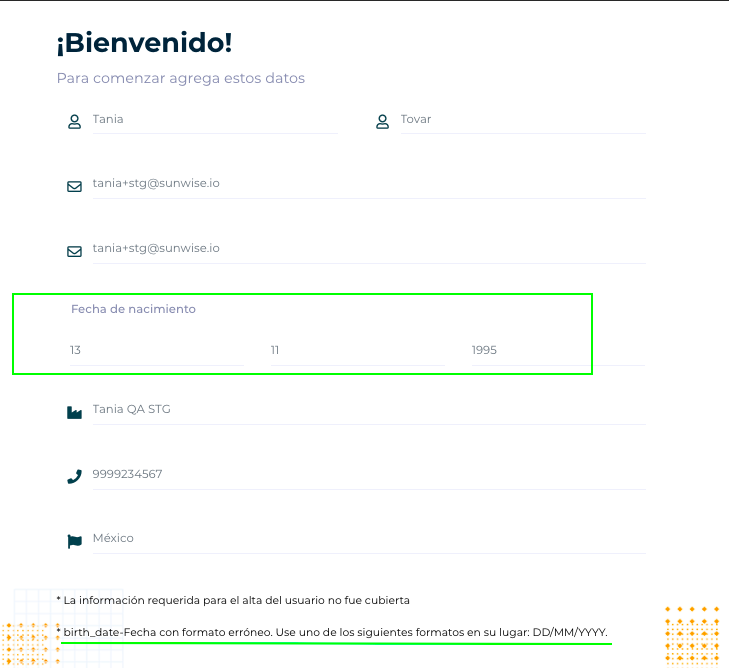 ¡Bienvenido!
Para comenzar agrega estos datos
Tania Tovar
tania+stg@sunwise.io
tania+stg@sunwise.io
Fecha de nacimiento
13 11 1995
Tania QA STG
9999234567
México
* La información requerida para el alta del usuario no fue cubierta
* birth_date-Fecha con formato erróneo. Use uno de los siguientes formatos en su lugar: DD/MM/YYYY.